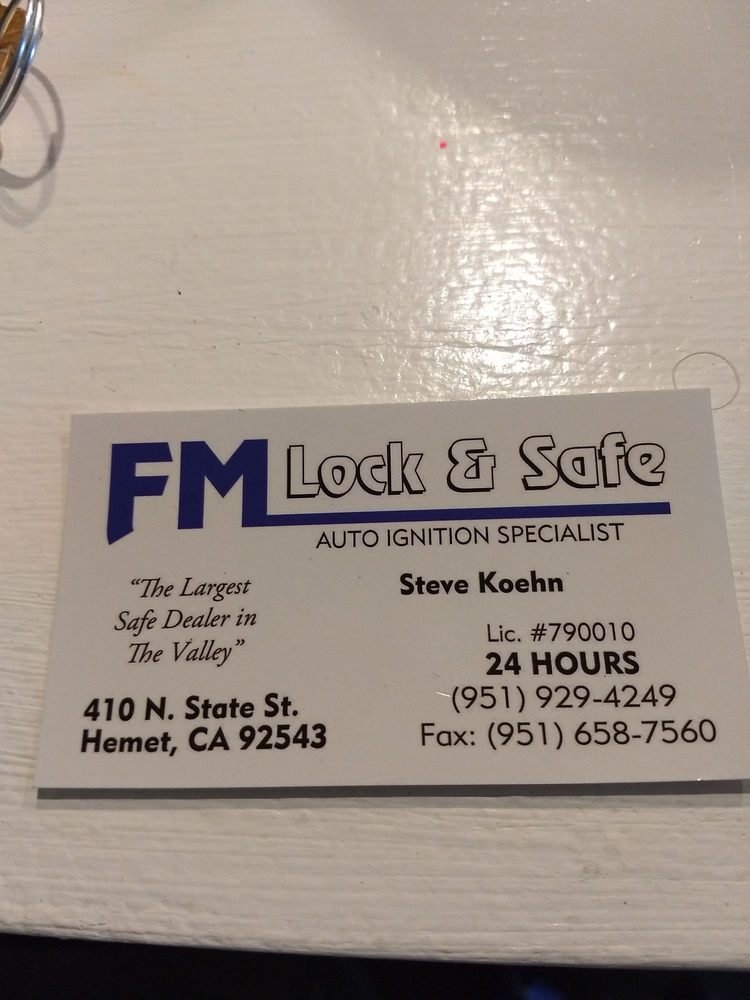 FM Lock & Safe
AUTO IGNITION SPECIALIST
"The Largest
Safe Dealer in
The Valley"
410 N. State St.
Hemet, CA 92543
Steve Koehn
Lic. #790010
24 HOURS
(951) 929-4249
Fax: (951) 658-7560